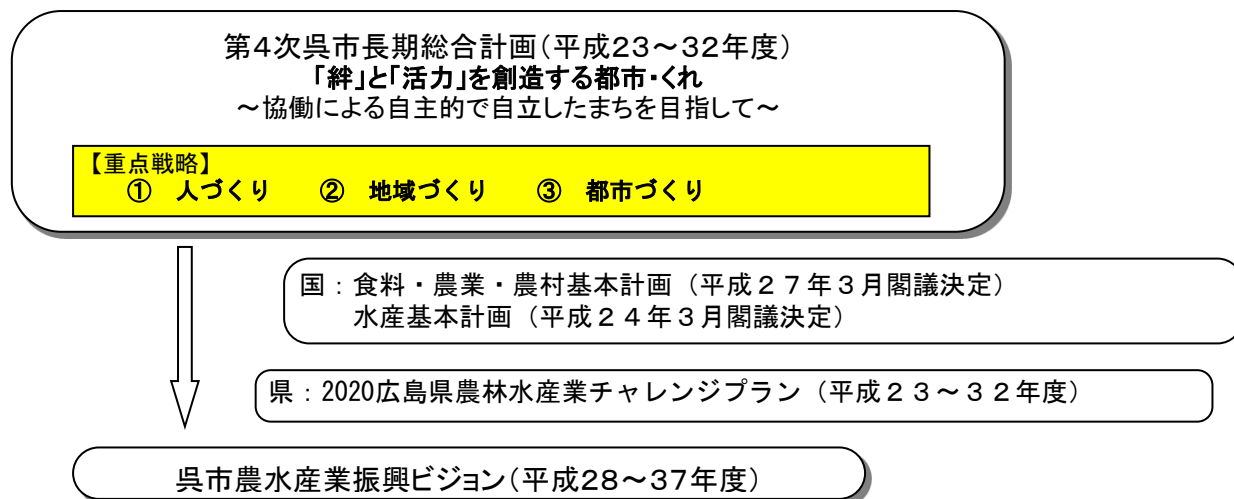 第4次呉市長期総合計画(平成23～32年度)
「絆」と「活力」を創造する都市・くれ
～協働による自主的で自立したまちを目指して～
【重点戦略】
① 人づくり ② 地域づくり ③ 都市づくり
国：食料・農業・農村基本計画（平成２７年３月閣議決定）
水産基本計画（平成２４年３月閣議決定）
県：2020広島県農林水産業チャレンジプラン（平成２３～３２年度）
呉市農水産業振興ビジョン(平成28～37年度)